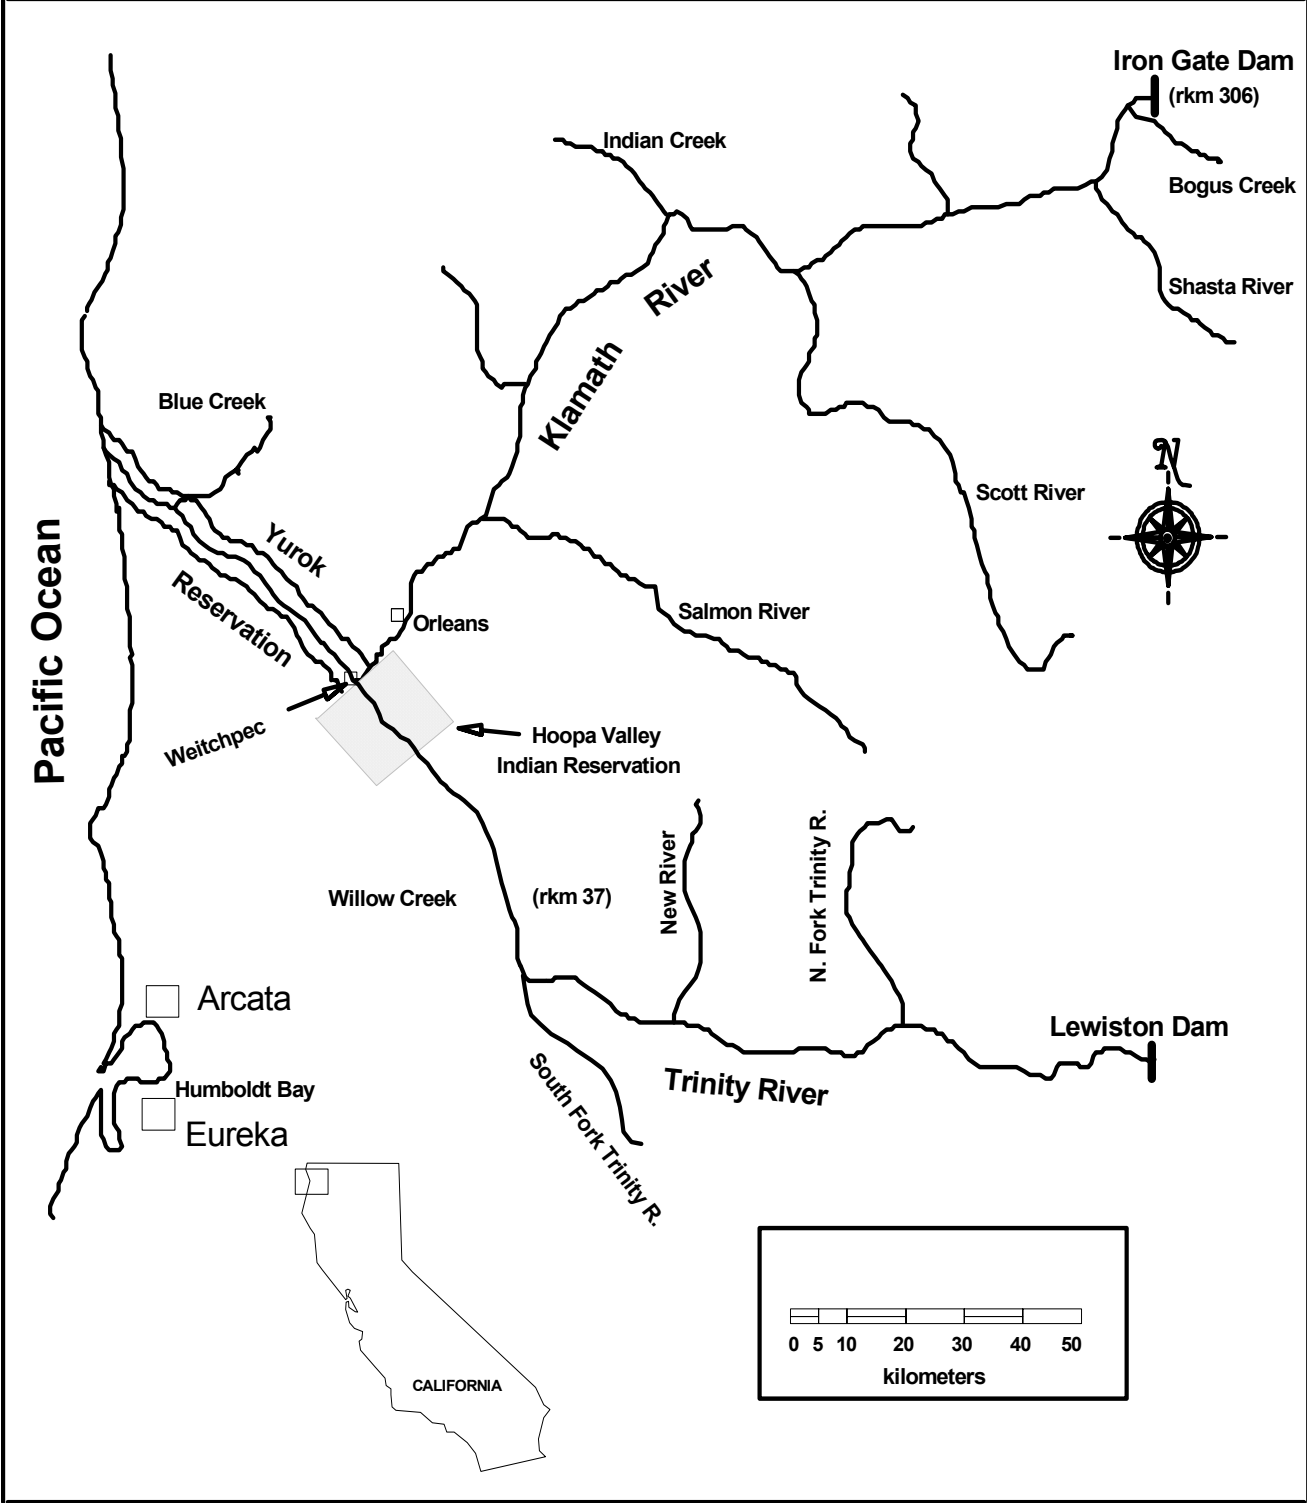 Iron Gate Dam
(rkm 306)
Indian Creek
Bogus Creek
River
Shasta River
Klamath
Blue Creek
N
Scott River
Pacific Ocean
Yurok
Reservation
Salmon River
Orleans
Weitchpec
Hoopa Valley
Indian Reservation
New River
N. Fork Trinity R.
Willow Creek
(rkm 37)
Arcata
Lewiston Dam
Humboldt Bay
Trinity River
South Fork Trinity R.
Eureka
CALIFORNIA
0 5 10 20 30 40 50
kilometers